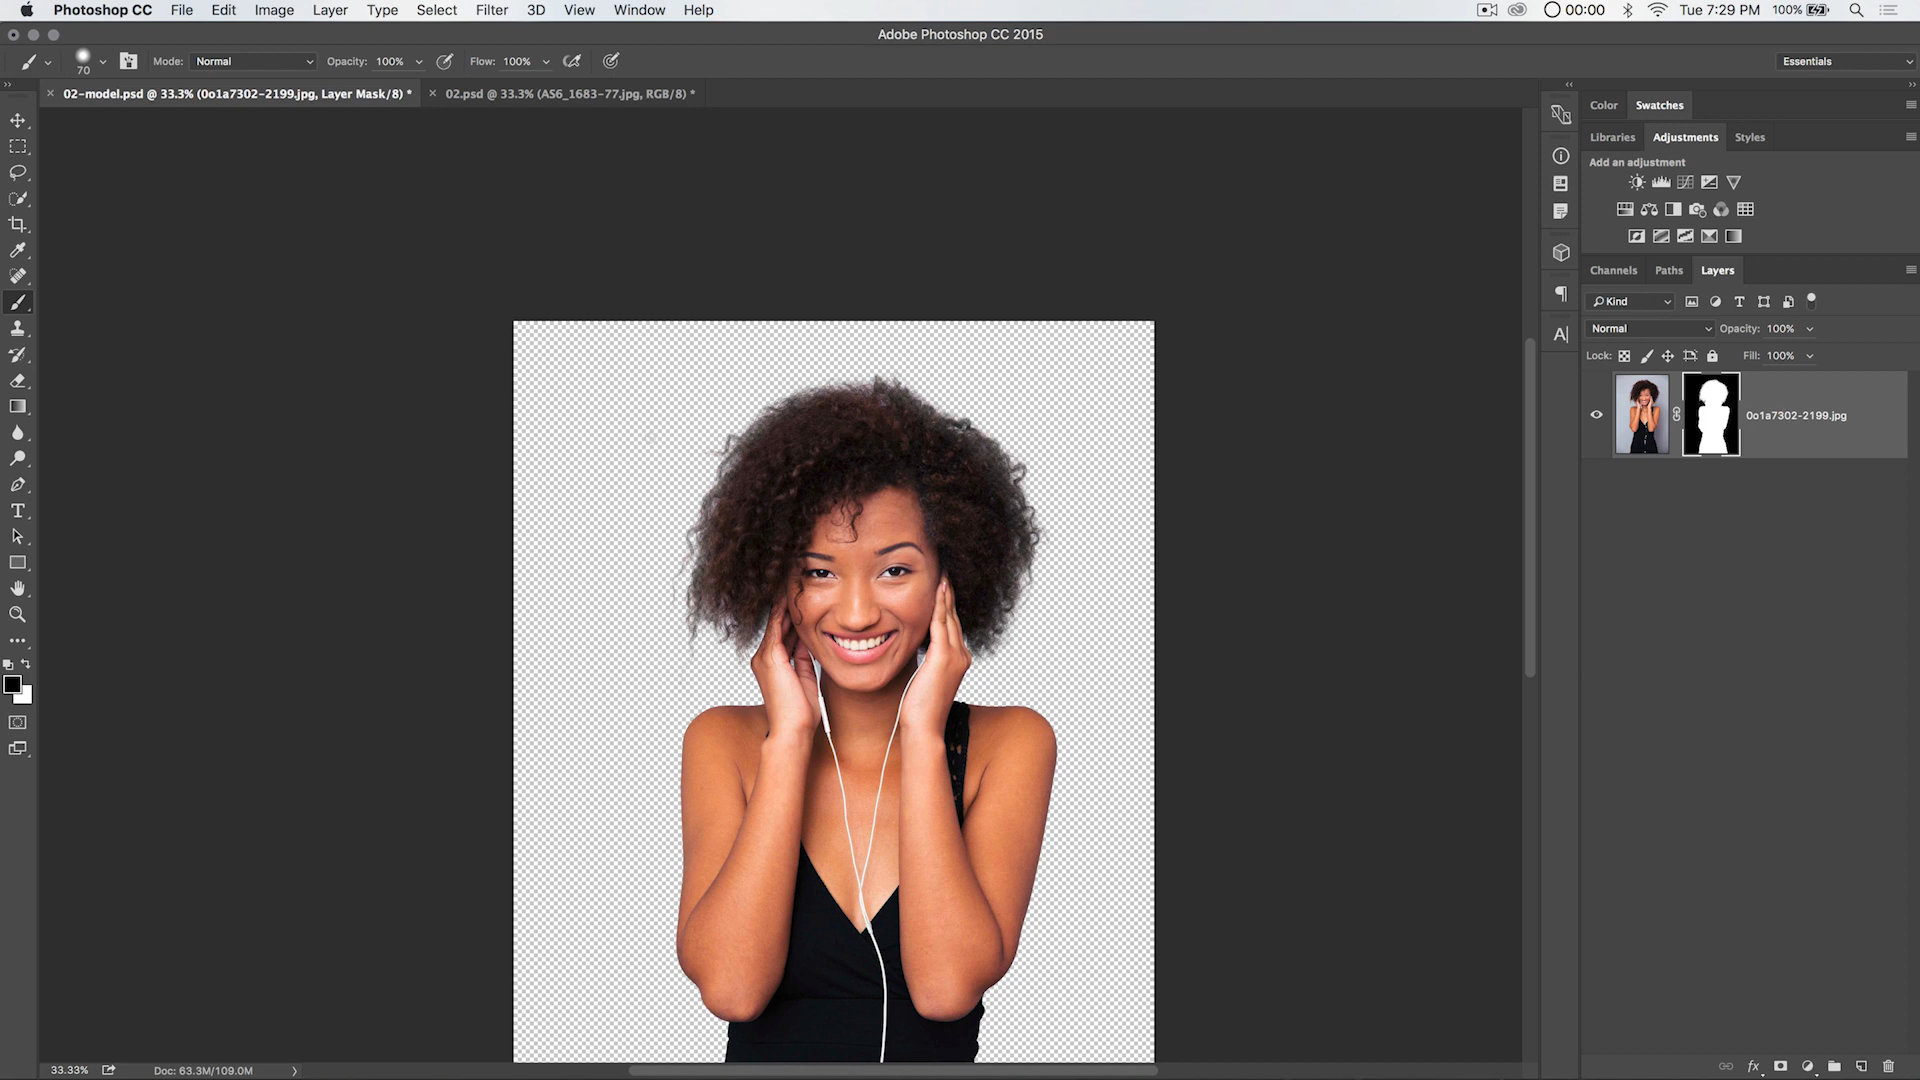 Photoshop CC File Edit Image Layer Type Select Filter 3D View Window Help 00:00 Tue 7:29 PM 100%
Adobe Photoshop CC 2015
70 Mode: Normal Opacity: 100% Flow: 100% Essentials
× 02-model.psd @ 33.3% (0o1a7302-2199.jpg, Layer Mask/8) * × 02.psd @ 33.3% (AS6_1683-77.jpg, RGB/8) *
Color Swatches
Libraries Adjustments Styles
Add an adjustment
Channels Paths Layers
Kind
Normal Opacity: 100%
Lock: Fill: 100%
0o1a7302-2199.jpg
33.33% Doc: 63.3M/109.0M